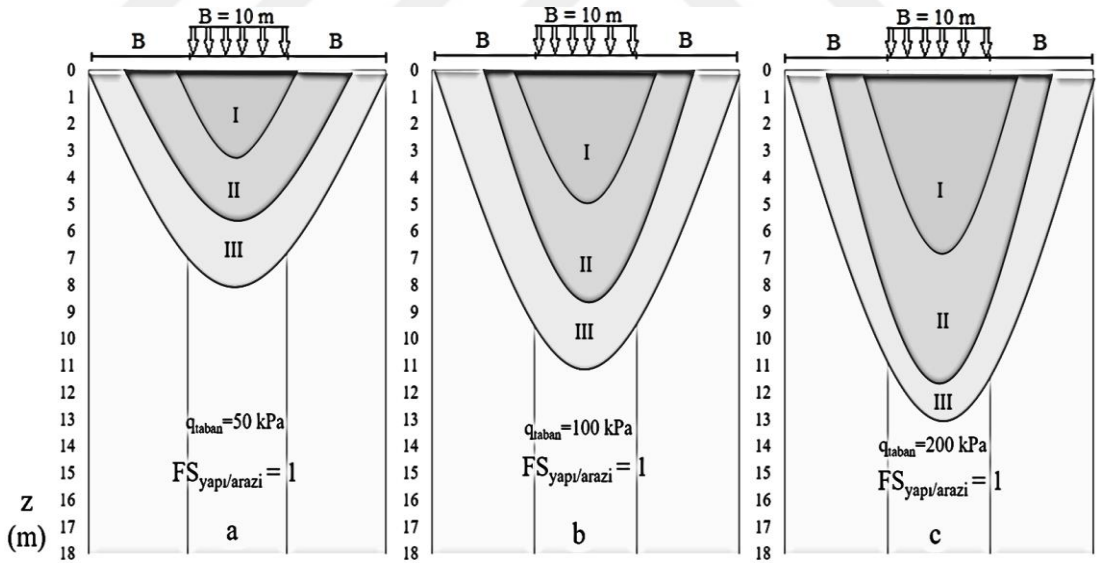 B = 10 m
B B
0
1
2
3
4
5
6
7
8
9
10
11
12
13
14
15
16
17
18
I
II
III
q_taban=50 kPa
FS_yapı/arazi = 1
z
(m)
a
B = 10 m
B B
0
1
2
3
4
5
6
7
8
9
10
11
12
13
14
15
16
17
18
I
II
III
q_taban=100 kPa
FS_yapı/arazi = 1
b
B = 10 m
B B
0
1
2
3
4
5
6
7
8
9
10
11
12
13
14
15
16
17
18
I
II
III
q_taban=200 kPa
FS_yapı/arazi = 1
c